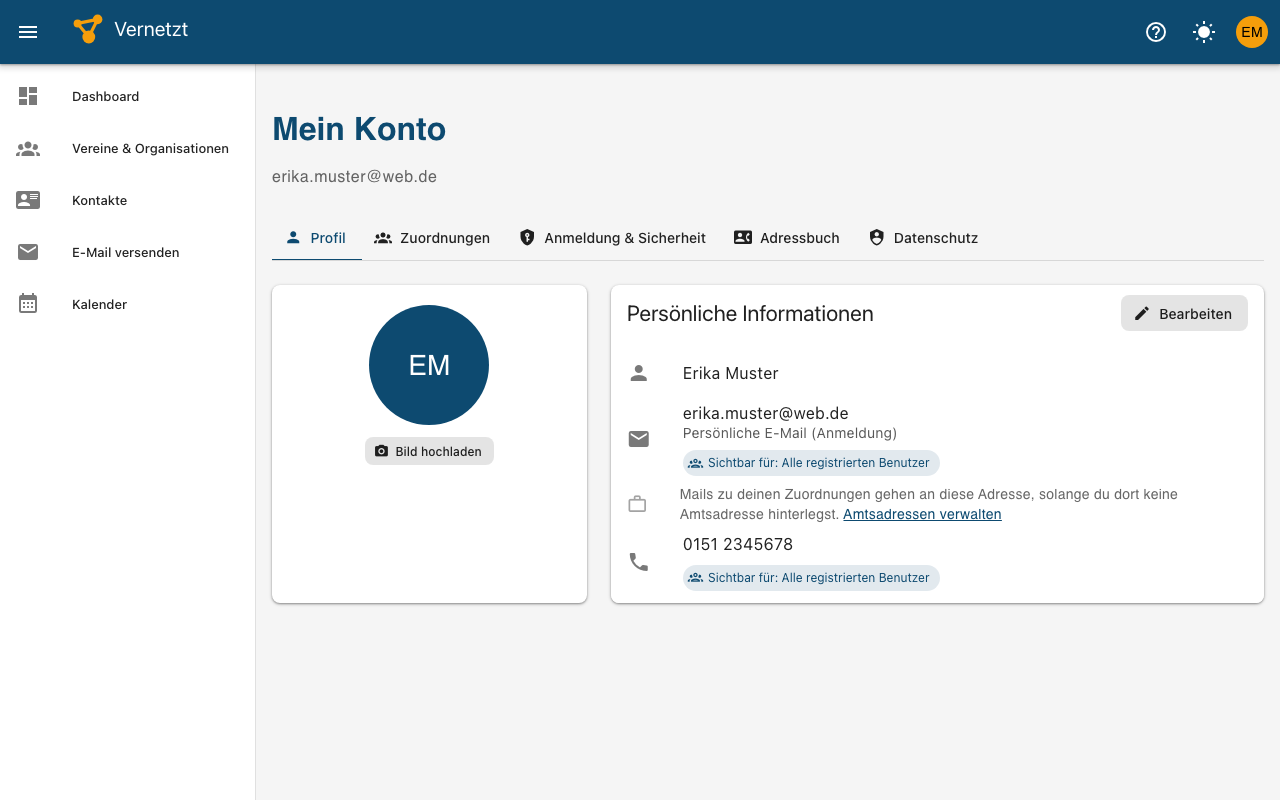 Vernetzt
EM
Dashboard
Vereine & Organisationen
Kontakte
E-Mail versenden
Kalender
Mein Konto
erika.muster@web.de
Profil
Zuordnungen
Anmeldung & Sicherheit
Adressbuch
Datenschutz
EM
Bild hochladen
Persönliche Informationen
Bearbeiten
Erika Muster
erika.muster@web.de
Persönliche E-Mail (Anmeldung)
Sichtbar für: Alle registrierten Benutzer
Mails zu deinen Zuordnungen gehen an diese Adresse, solange du dort keine
Amtsadresse hinterlegst. Amtsadressen verwalten
0151 2345678
Sichtbar für: Alle registrierten Benutzer